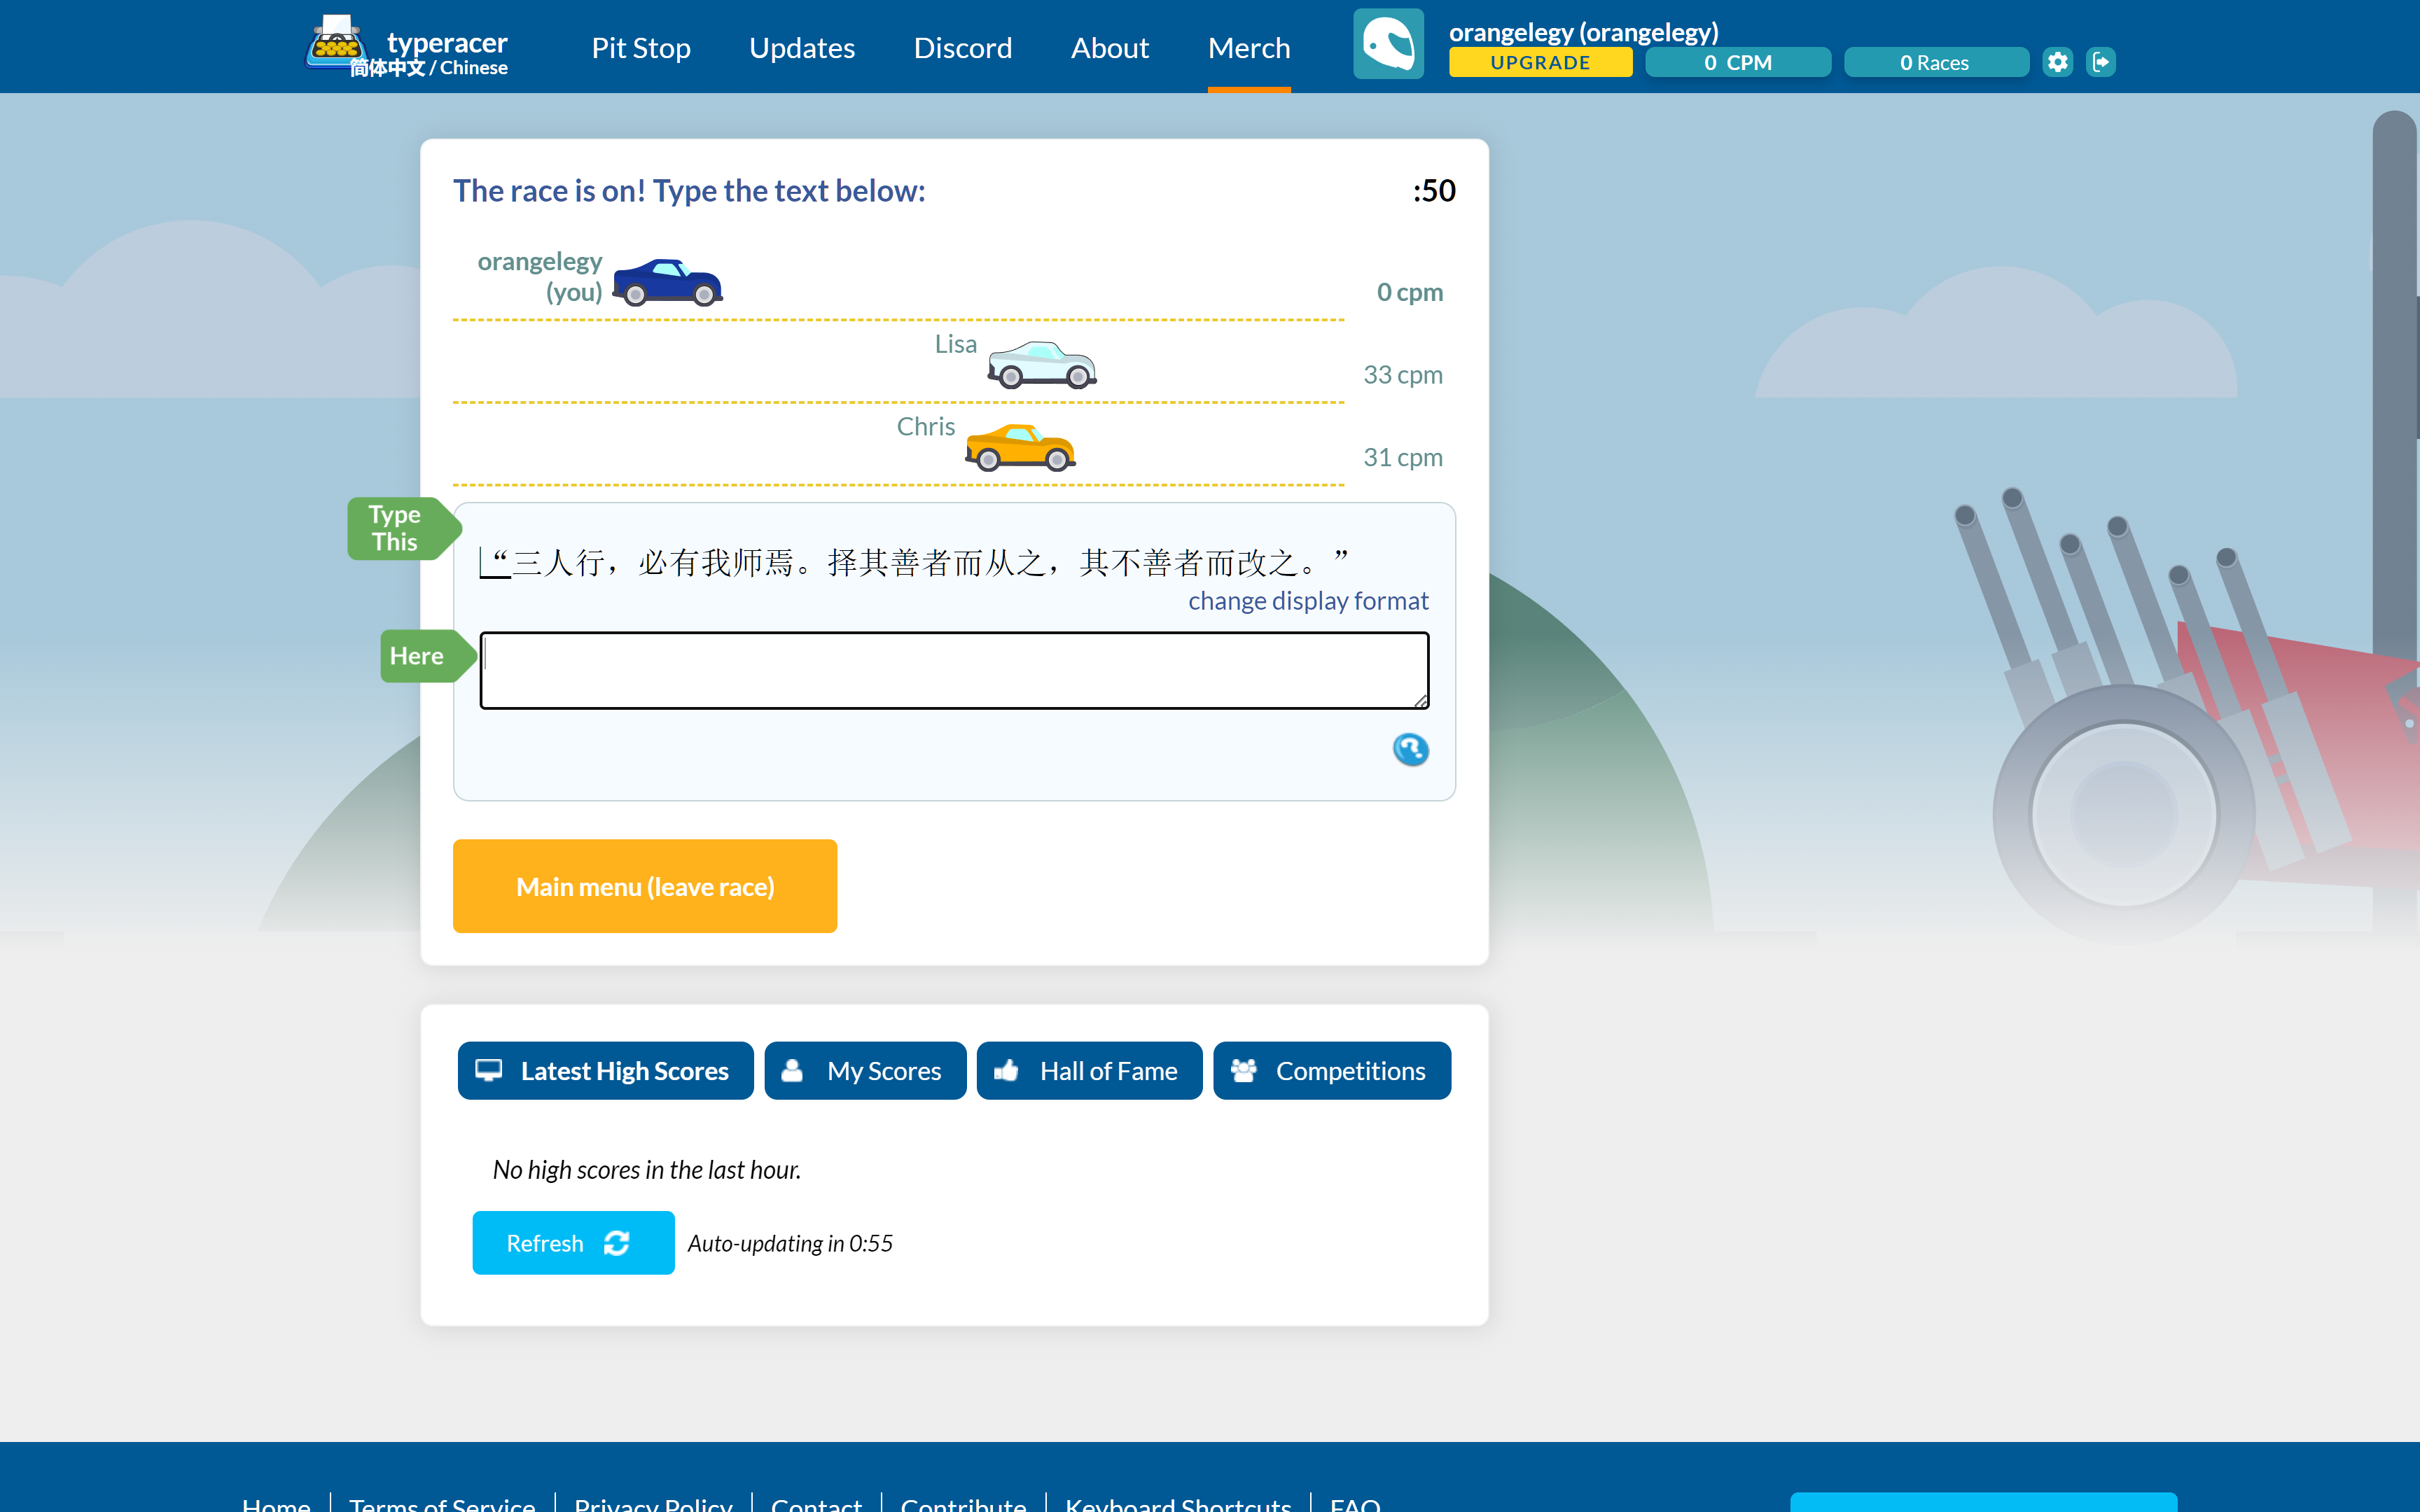 typeracer
简体中文 / Chinese
Pit Stop
Updates
Discord
About
Merch
orangelegy (orangelegy)
UPGRADE
0 CPM
0 Races
The race is on! Type the text below:
:50
orangelegy
(you)
0 cpm
Lisa
33 cpm
Chris
31 cpm
Type
This
“三人行，必有我师焉。择其善者而从之，其不善者而改之。”
change display format
Here
Main menu (leave race)
Latest High Scores
My Scores
Hall of Fame
Competitions
No high scores in the last hour.
Refresh
Auto-updating in 0:55
Home
Terms of Service
Privacy Policy
Contact
Contribute
Keyboard Shortcuts
FAQ